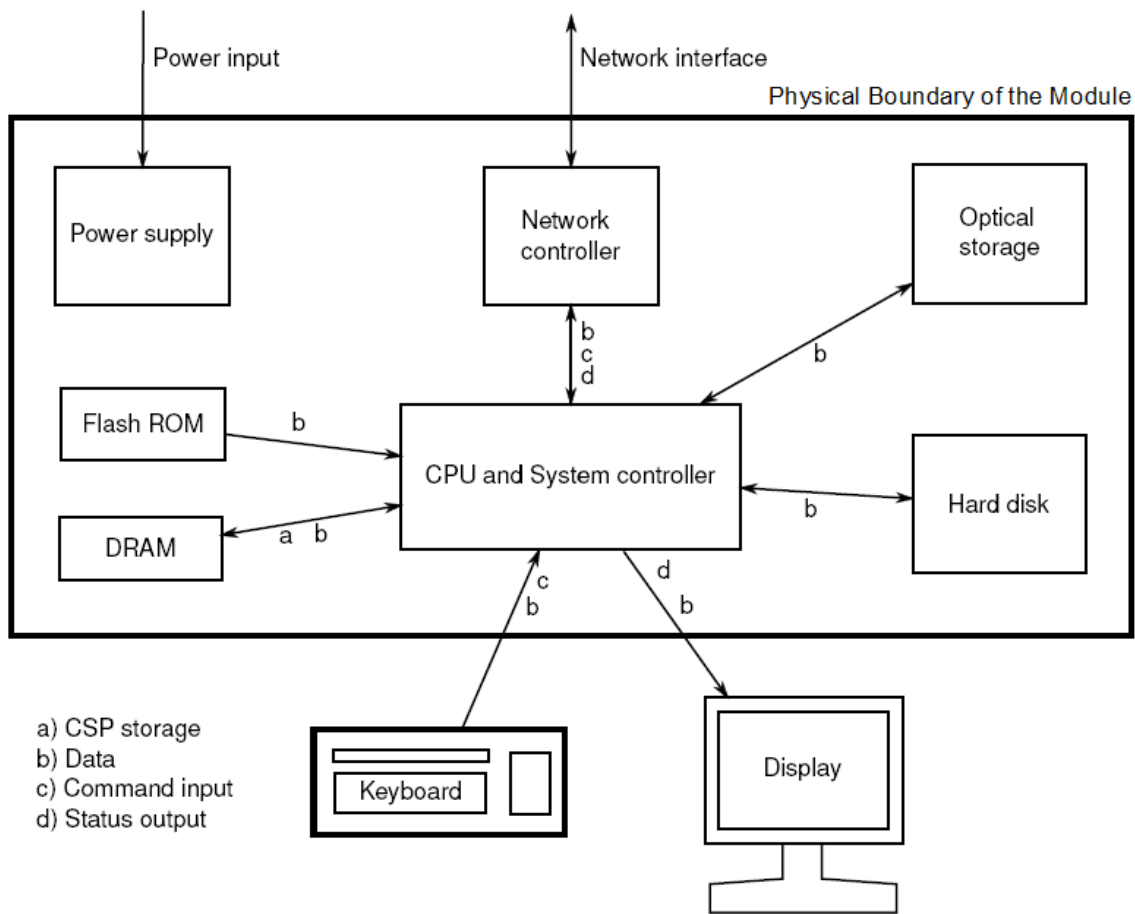 Power input
Network interface
Physical Boundary of the Module
Power supply
Network
controller
Optical
storage
b
c
d
b
Flash ROM
b
CPU and System controller
b
Hard disk
DRAM
a b
c
b
d
b
a) CSP storage
b) Data
c) Command input
d) Status output
Keyboard
Display